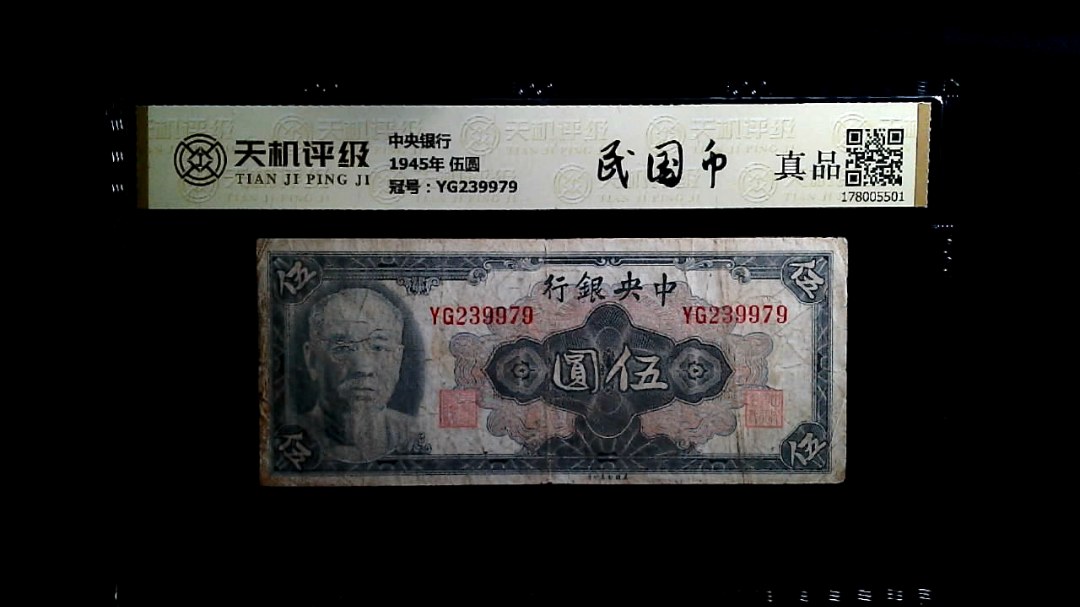 天机评级
TIAN JI PING JI
中央银行
1945年 伍圆
冠号：YG239979
民国币
真品
178005501
伍
伍
行銀央中
YG239979
YG239979
圓伍
伍
伍